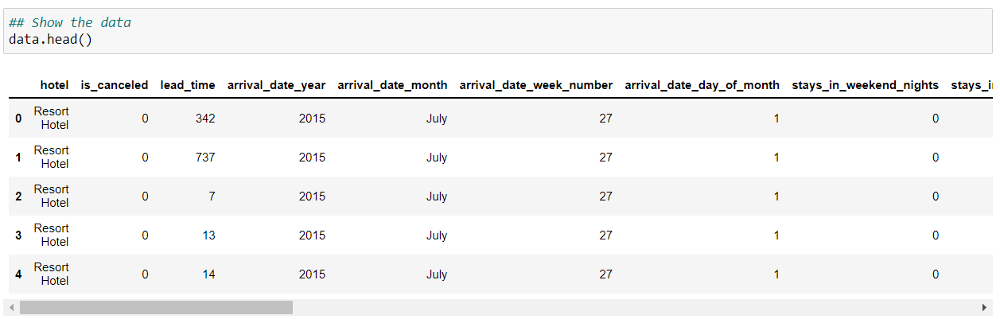 ## Show the data
data.head()
hotel is_canceled lead_time arrival_date_year arrival_date_month arrival_date_week_number arrival_date_day_of_month stays_in_weekend_nights stays_i
0 Resort Hotel 0 342 2015 July 27 1 0
1 Resort Hotel 0 737 2015 July 27 1 0
2 Resort Hotel 0 7 2015 July 27 1 0
3 Resort Hotel 0 13 2015 July 27 1 0
4 Resort Hotel 0 14 2015 July 27 1 0